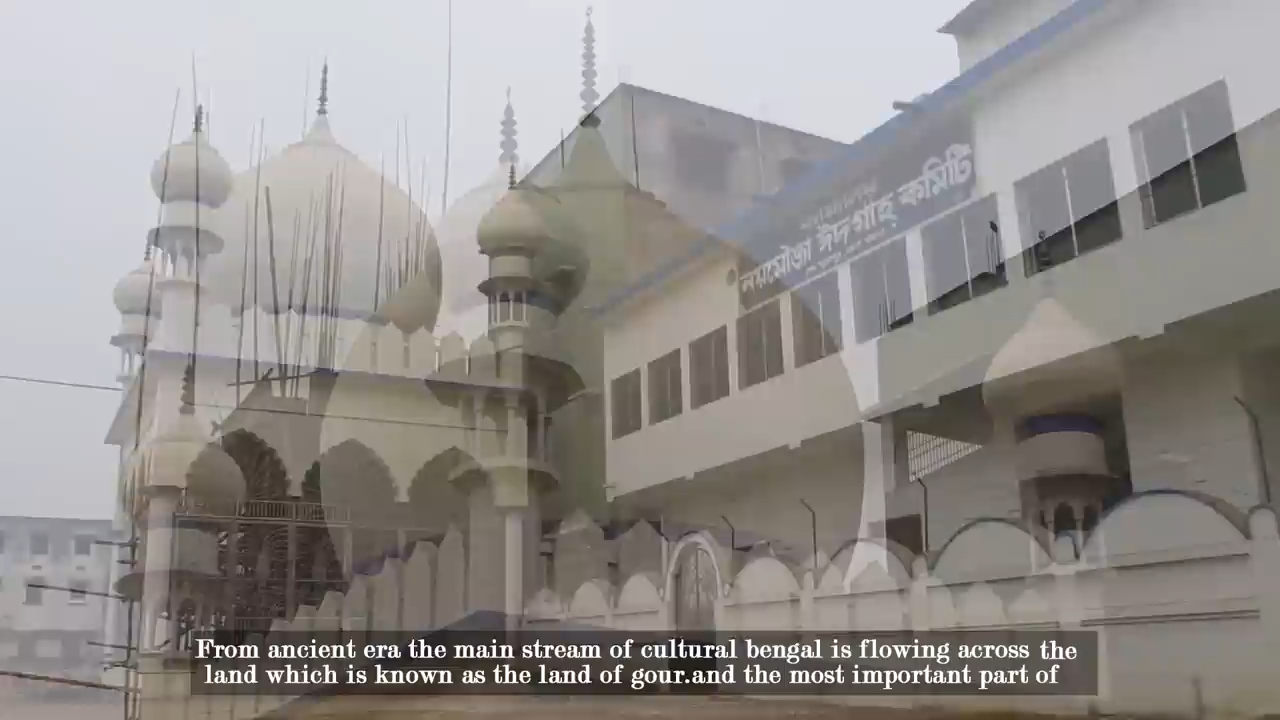 নয়মৌজা ঈদগাহ্ কমিটি
From ancient era the main stream of cultural bengal is flowing across the
land which is known as the land of gour.and the most important part of